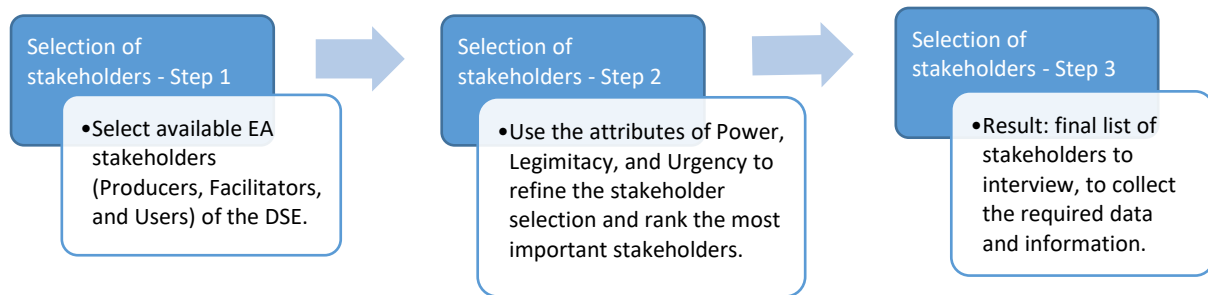 Selection of
stakeholders - Step 1
•Select available EA
stakeholders
(Producers, Facilitators,
and Users) of the DSE.
Selection of
stakeholders - Step 2
•Use the attributes of Power,
Legimitacy, and Urgency to
refine the stakeholder
selection and rank the most
important stakeholders.
Selection of
stakeholders - Step 3
•Result: final list of
stakeholders to
interview, to collect
the required data
and information.